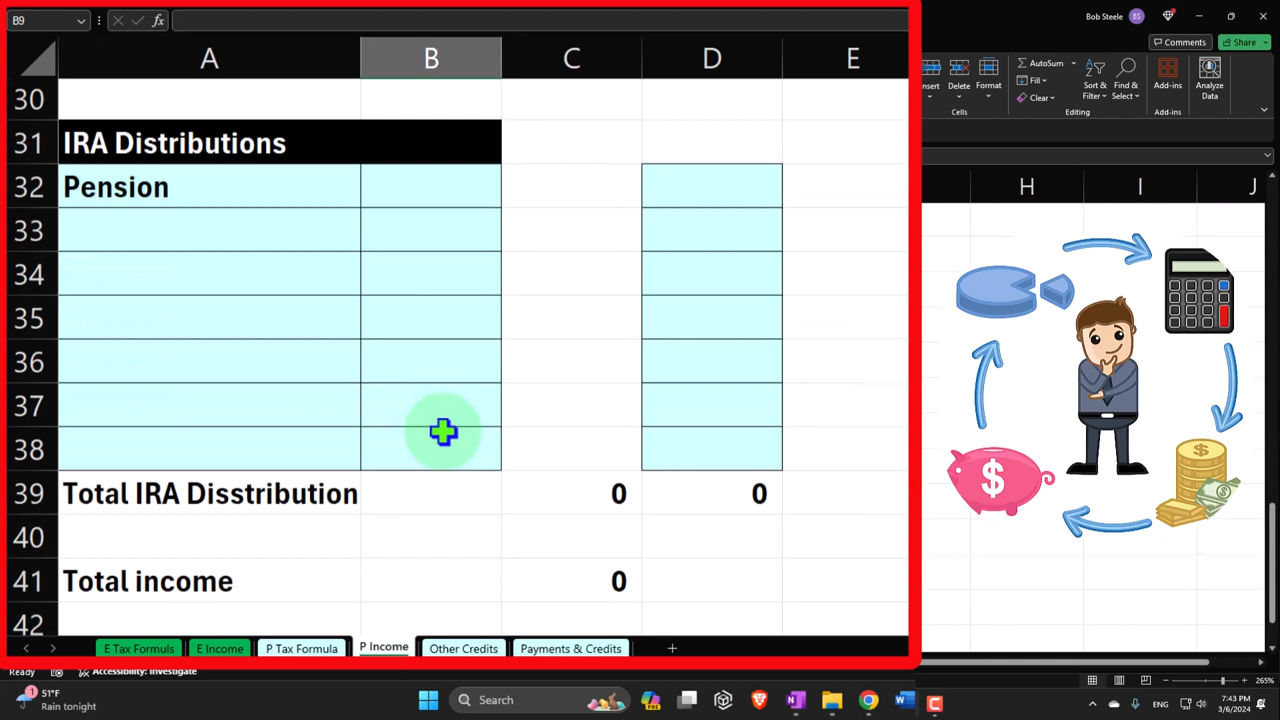 B9
fx
Bob Steele
BS
Comments
Share
AutoSum
Fill
Clear
Insert
Delete
Format
Sort &
Filter
Find &
Select
Add-ins
Analyze
Data
Cells
Editing
Add-ins
A B C D E
H I J
30
31 IRA Distributions
32 Pension
33
34
35
36
37
38
39 Total IRA Disstribution 0 0
40
41 Total income 0
42
$
$
$
E Tax Formuls
E Income
P Tax Formula
P Income
Other Credits
Payments & Credits
Ready
Accessibility: Investigate
265%
1
51°F
Rain tonight
Search
ENG
7:43 PM
3/6/2024